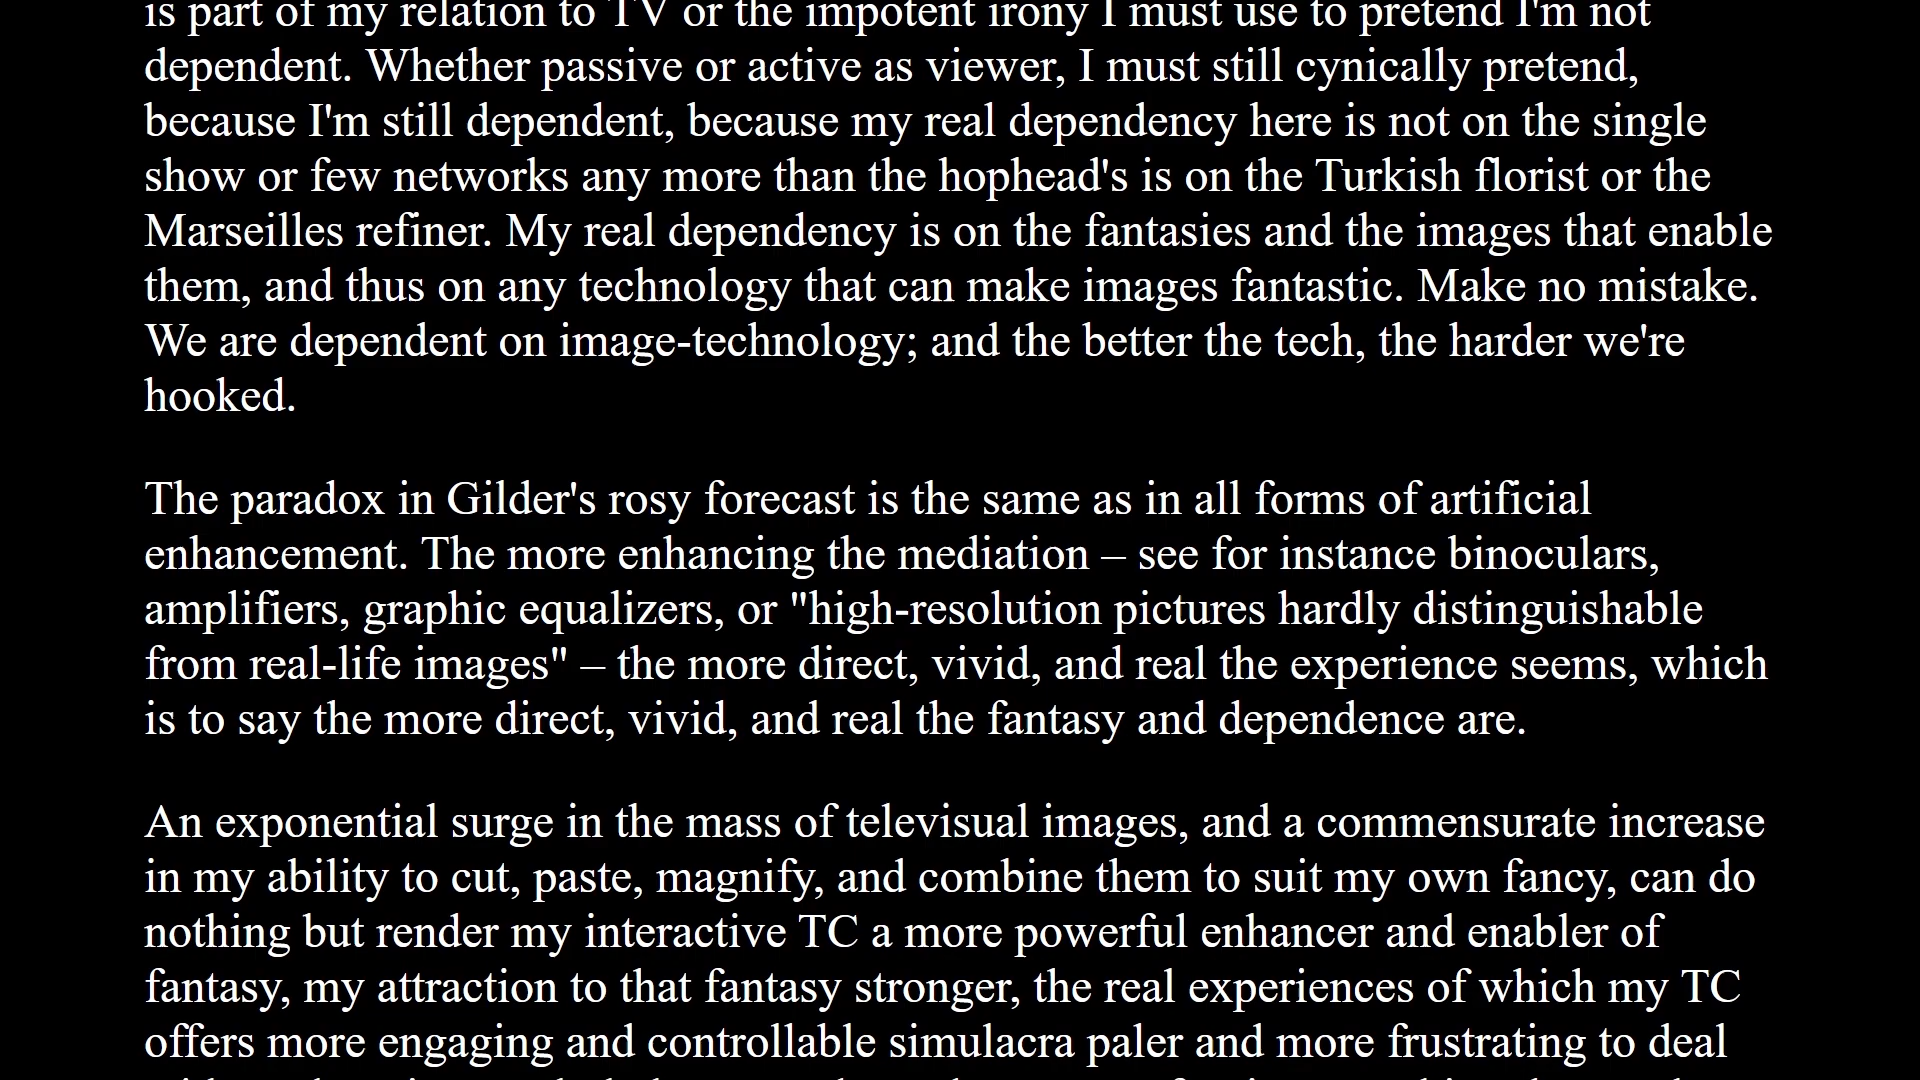 is part of my relation to TV or the impotent irony I must use to pretend I'm not
dependent. Whether passive or active as viewer, I must still cynically pretend,
because I'm still dependent, because my real dependency here is not on the single
show or few networks any more than the hophead's is on the Turkish florist or the
Marseilles refiner. My real dependency is on the fantasies and the images that enable
them, and thus on any technology that can make images fantastic. Make no mistake.
We are dependent on image-technology; and the better the tech, the harder we're
hooked.
The paradox in Gilder's rosy forecast is the same as in all forms of artificial
enhancement. The more enhancing the mediation – see for instance binoculars,
amplifiers, graphic equalizers, or "high-resolution pictures hardly distinguishable
from real-life images" – the more direct, vivid, and real the experience seems, which
is to say the more direct, vivid, and real the fantasy and dependence are.
An exponential surge in the mass of televisual images, and a commensurate increase
in my ability to cut, paste, magnify, and combine them to suit my own fancy, can do
nothing but render my interactive TC a more powerful enhancer and enabler of
fantasy, my attraction to that fantasy stronger, the real experiences of which my TC
offers more engaging and controllable simulacra paler and more frustrating to deal